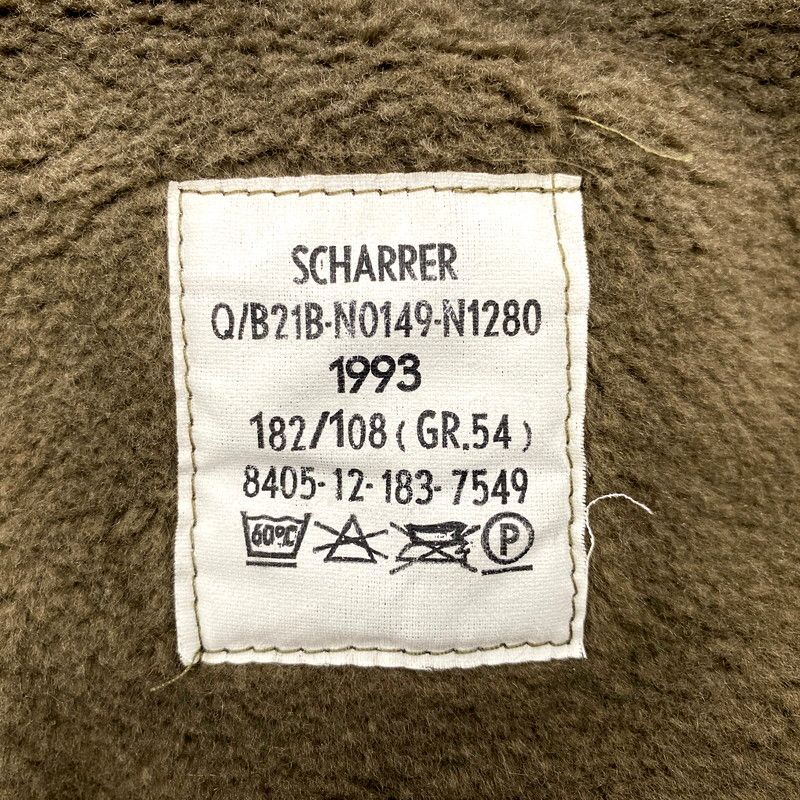 SCHARRER
Q/B21B-N0149-N1280
1993
182/108 (GR.54)
8405-12-183-7549
60°C P